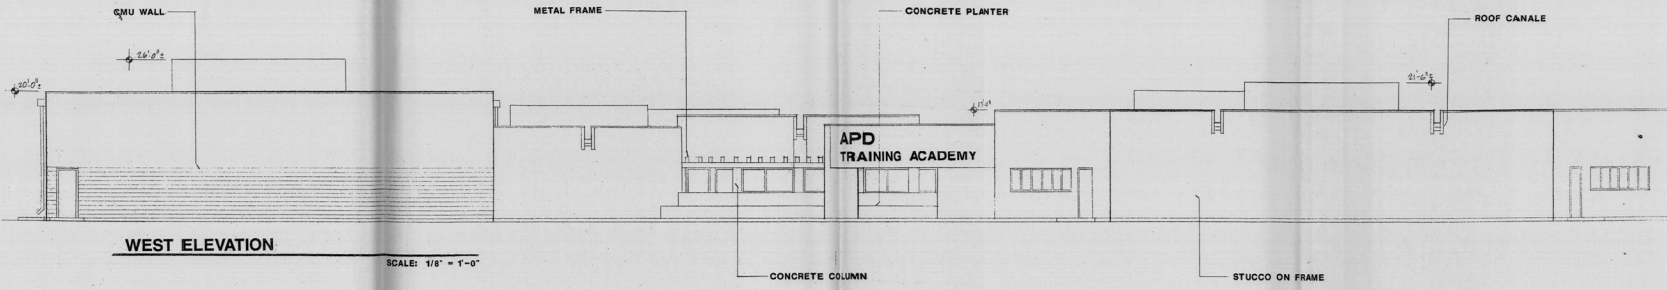 CMU WALL
METAL FRAME
CONCRETE PLANTER
ROOF CANALE
26'-0"±
20'-0"±
21'-6"±
17'-4"
APD
TRAINING ACADEMY
WEST ELEVATION
SCALE: 1/8" = 1'-0"
CONCRETE COLUMN
STUCCO ON FRAME